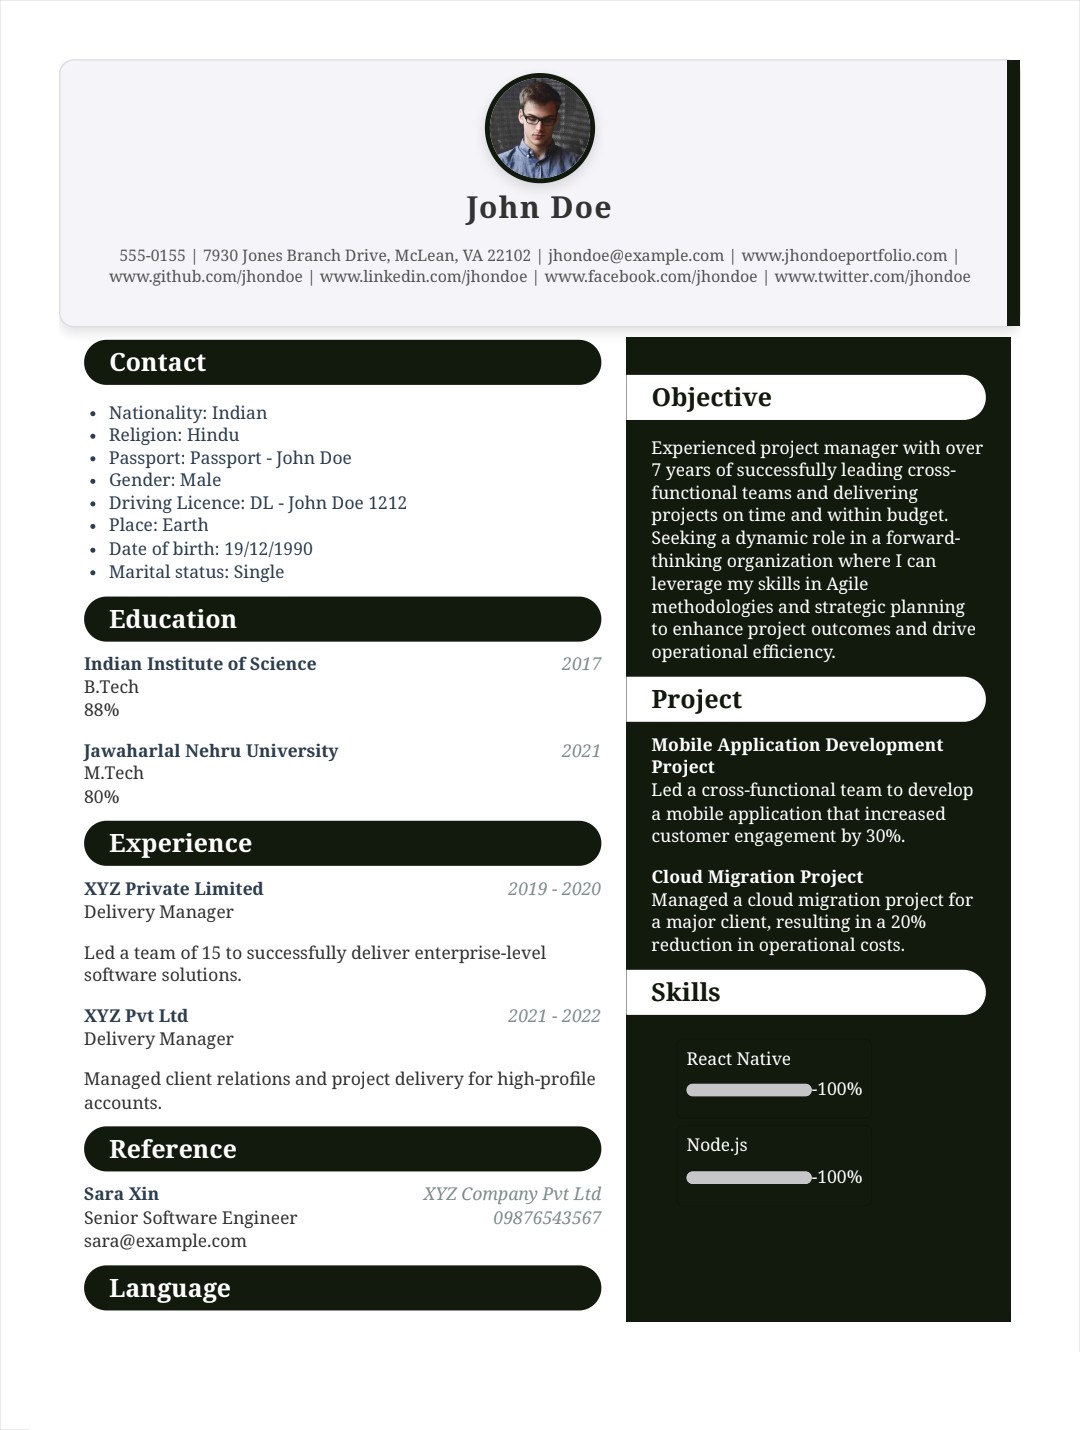 John Doe
555-0155 | 7930 Jones Branch Drive, McLean, VA 22102 | jhondoe@example.com | www.jhondoeportfolio.com |
www.github.com/jhondoe | www.linkedin.com/jhondoe | www.facebook.com/jhondoe | www.twitter.com/jhondoe
Contact
• Nationality: Indian
• Religion: Hindu
• Passport: Passport - John Doe
• Gender: Male
• Driving Licence: DL - John Doe 1212
• Place: Earth
• Date of birth: 19/12/1990
• Marital status: Single
Education
Indian Institute of Science 2017
B.Tech
88%
Jawaharlal Nehru University 2021
M.Tech
80%
Experience
XYZ Private Limited 2019 - 2020
Delivery Manager
Led a team of 15 to successfully deliver enterprise-level
software solutions.
XYZ Pvt Ltd 2021 - 2022
Delivery Manager
Managed client relations and project delivery for high-profile
accounts.
Reference
Sara Xin XYZ Company Pvt Ltd
Senior Software Engineer 09876543567
sara@example.com
Language
Objective
Experienced project manager with over
7 years of successfully leading cross-
functional teams and delivering
projects on time and within budget.
Seeking a dynamic role in a forward-
thinking organization where I can
leverage my skills in Agile
methodologies and strategic planning
to enhance project outcomes and drive
operational efficiency.
Project
Mobile Application Development
Project
Led a cross-functional team to develop
a mobile application that increased
customer engagement by 30%.
Cloud Migration Project
Managed a cloud migration project for
a major client, resulting in a 20%
reduction in operational costs.
Skills
React Native
-100%
Node.js
-100%